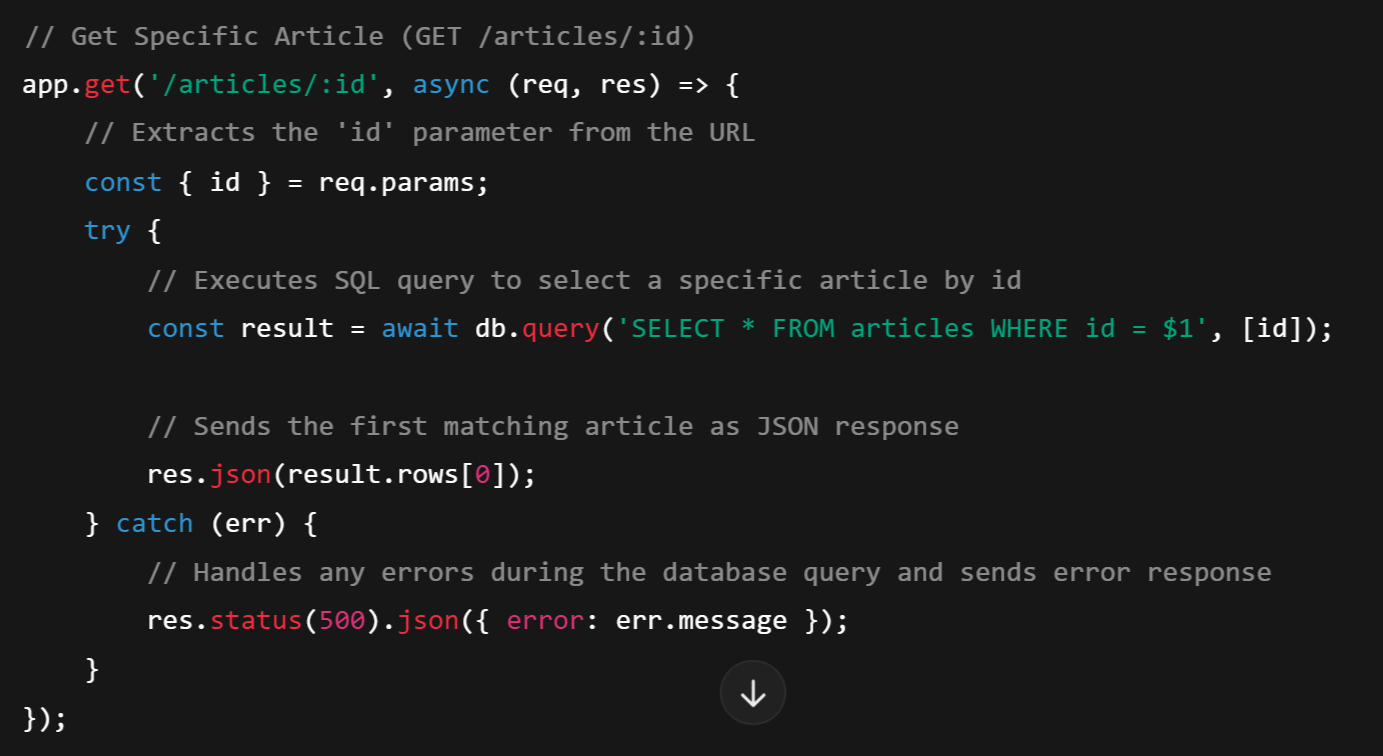 // Get Specific Article (GET /articles/:id)
app.get('/articles/:id', async (req, res) => {
    // Extracts the 'id' parameter from the URL
    const { id } = req.params;
    try {
        // Executes SQL query to select a specific article by id
        const result = await db.query('SELECT * FROM articles WHERE id = $1', [id]);

        // Sends the first matching article as JSON response
        res.json(result.rows[0]);
    } catch (err) {
        // Handles any errors during the database query and sends error response
        res.status(500).json({ error: err.message });
    }
});